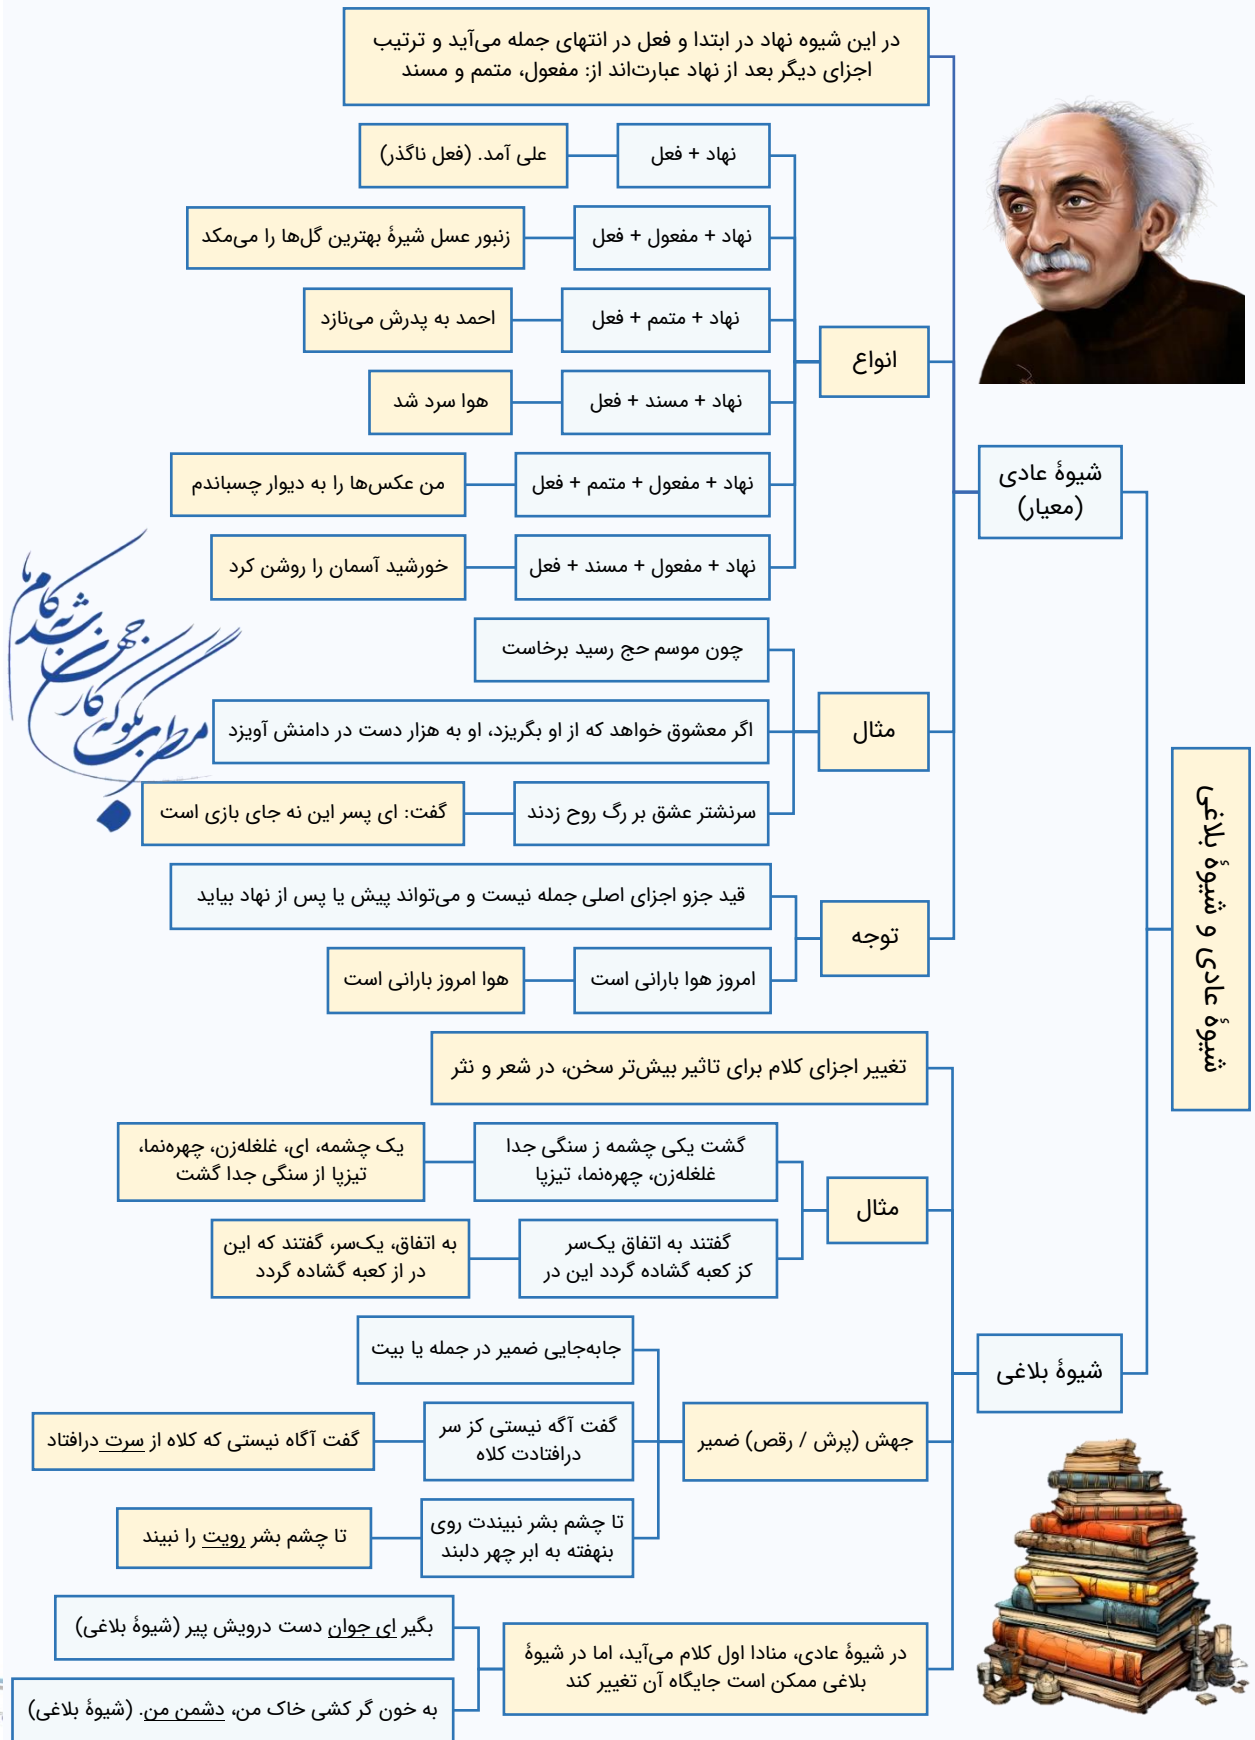 شیوهٔ عادی و شیوهٔ بلاغی
شیوهٔ عادی
(معیار)
در این شیوه نهاد در ابتدا و فعل در انتهای جمله می‌آید و ترتیب
اجزای دیگر بعد از نهاد عبارت‌اند از: مفعول، متمم و مسند
انواع
نهاد + فعل
علی آمد. (فعل ناگذر)
نهاد + مفعول + فعل
زنبور عسل شیرهٔ بهترین گل‌ها را می‌مکد
نهاد + متمم + فعل
احمد به پدرش می‌نازد
نهاد + مسند + فعل
هوا سرد شد
نهاد + مفعول + متمم + فعل
من عکس‌ها را به دیوار چسباندم
نهاد + مفعول + مسند + فعل
خورشید آسمان را روشن کرد
مثال
چون موسم حج رسید برخاست
اگر معشوق خواهد که از او بگریزد، او به هزار دست در دامنش آویزد
سرنشتر عشق بر رگ روح زدند
گفت: ای پسر این نه جای بازی است
توجه
قید جزو اجزای اصلی جمله نیست و می‌تواند پیش یا پس از نهاد بیاید
امروز هوا بارانی است
هوا امروز بارانی است
شیوهٔ بلاغی
تغییر اجزای کلام برای تاثیر بیش‌تر سخن، در شعر و نثر
مثال
گشت یکی چشمه ز سنگی جدا
غلغله‌زن، چهره‌نما، تیزپا
یک چشمه، ای، غلغله‌زن، چهره‌نما،
تیزپا از سنگی جدا گشت
گفتند به اتفاق یک‌سر
کز کعبه گشاده گردد این در
به اتفاق، یک‌سر، گفتند که این
در از کعبه گشاده گردد
جهش (پرش / رقص) ضمیر
جابه‌جایی ضمیر در جمله یا بیت
گفت آگه نیستی کز سر
درافتادت کلاه
گفت آگاه نیستی که کلاه از سرت درافتاد
تا چشم بشر نبیندت روی
بنهفته به ابر چهر دلبند
تا چشم بشر رویت را نبیند
در شیوهٔ عادی، منادا اول کلام می‌آید، اما در شیوهٔ
بلاغی ممکن است جایگاه آن تغییر کند
بگیر ای جوان دست درویش پیر (شیوهٔ بلاغی)
به خون گر کشی خاک من، دشمن من. (شیوهٔ بلاغی)
مطرب بگو که کار جهان شد به کام ما